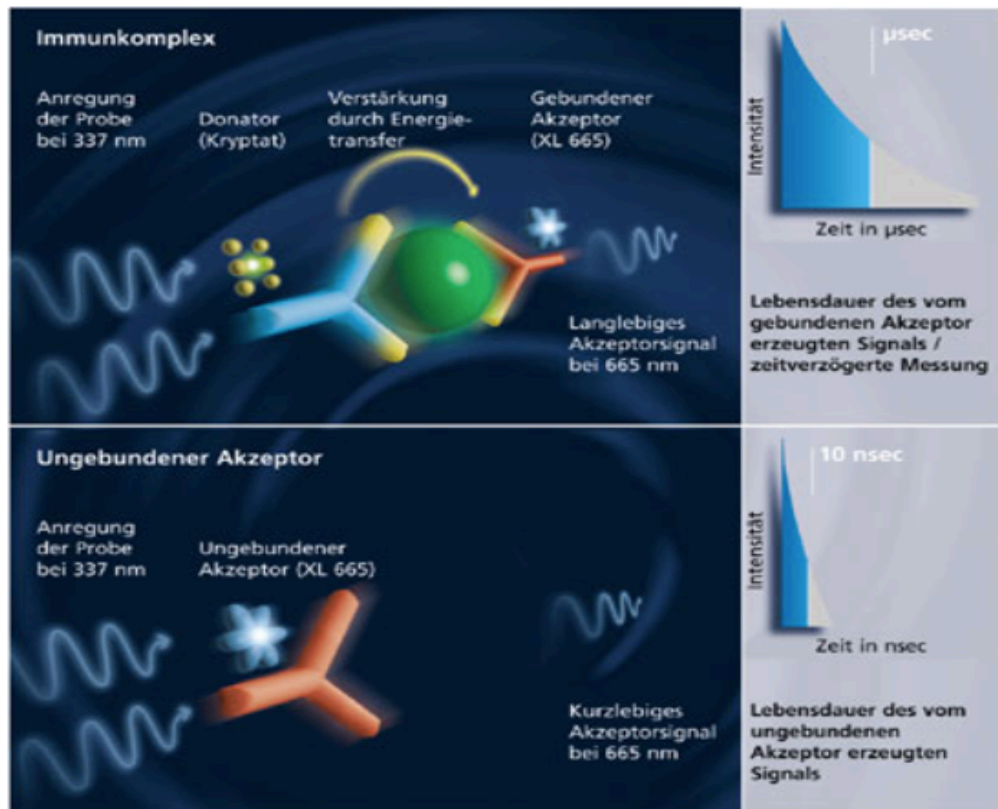 Immunkomplex
Anregung
der Probe
bei 337 nm
Donator
(Kryptat)
Verstärkung
durch Energie-
transfer
Gebundener
Akzeptor
(XL 665)
Langlebiges
Akzeptorsignal
bei 665 nm
µsec
Intensität
Zeit in µsec
Lebensdauer des vom
gebundenen Akzeptor
erzeugten Signals /
zeitverzögerte Messung
Ungebundener Akzeptor
Anregung
der Probe
bei 337 nm
Ungebundener
Akzeptor (XL 665)
Kurzlebiges
Akzeptorsignal
bei 665 nm
10 nsec
Intensität
Zeit in nsec
Lebensdauer des vom
ungebundenen
Akzeptor erzeugten
Signals